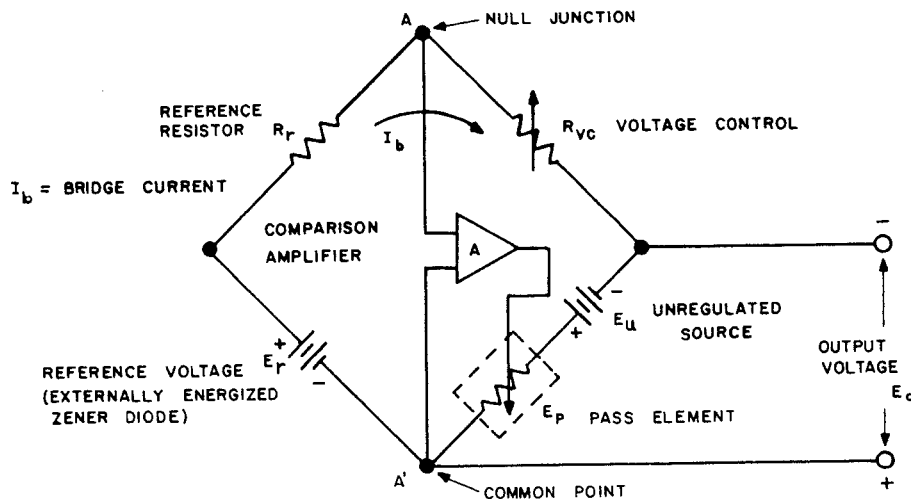 A
NULL JUNCTION
REFERENCE
RESISTOR
Rr
Ib
RVC VOLTAGE CONTROL
Ib = BRIDGE CURRENT
COMPARISON
AMPLIFIER
A
−
− 
Eu UNREGULATED
SOURCE
+
+
Er
−
REFERENCE VOLTAGE
(EXTERNALLY ENERGIZED
ZENER DIODE)
EP PASS ELEMENT
OUTPUT
VOLTAGE
A'
COMMON POINT
+